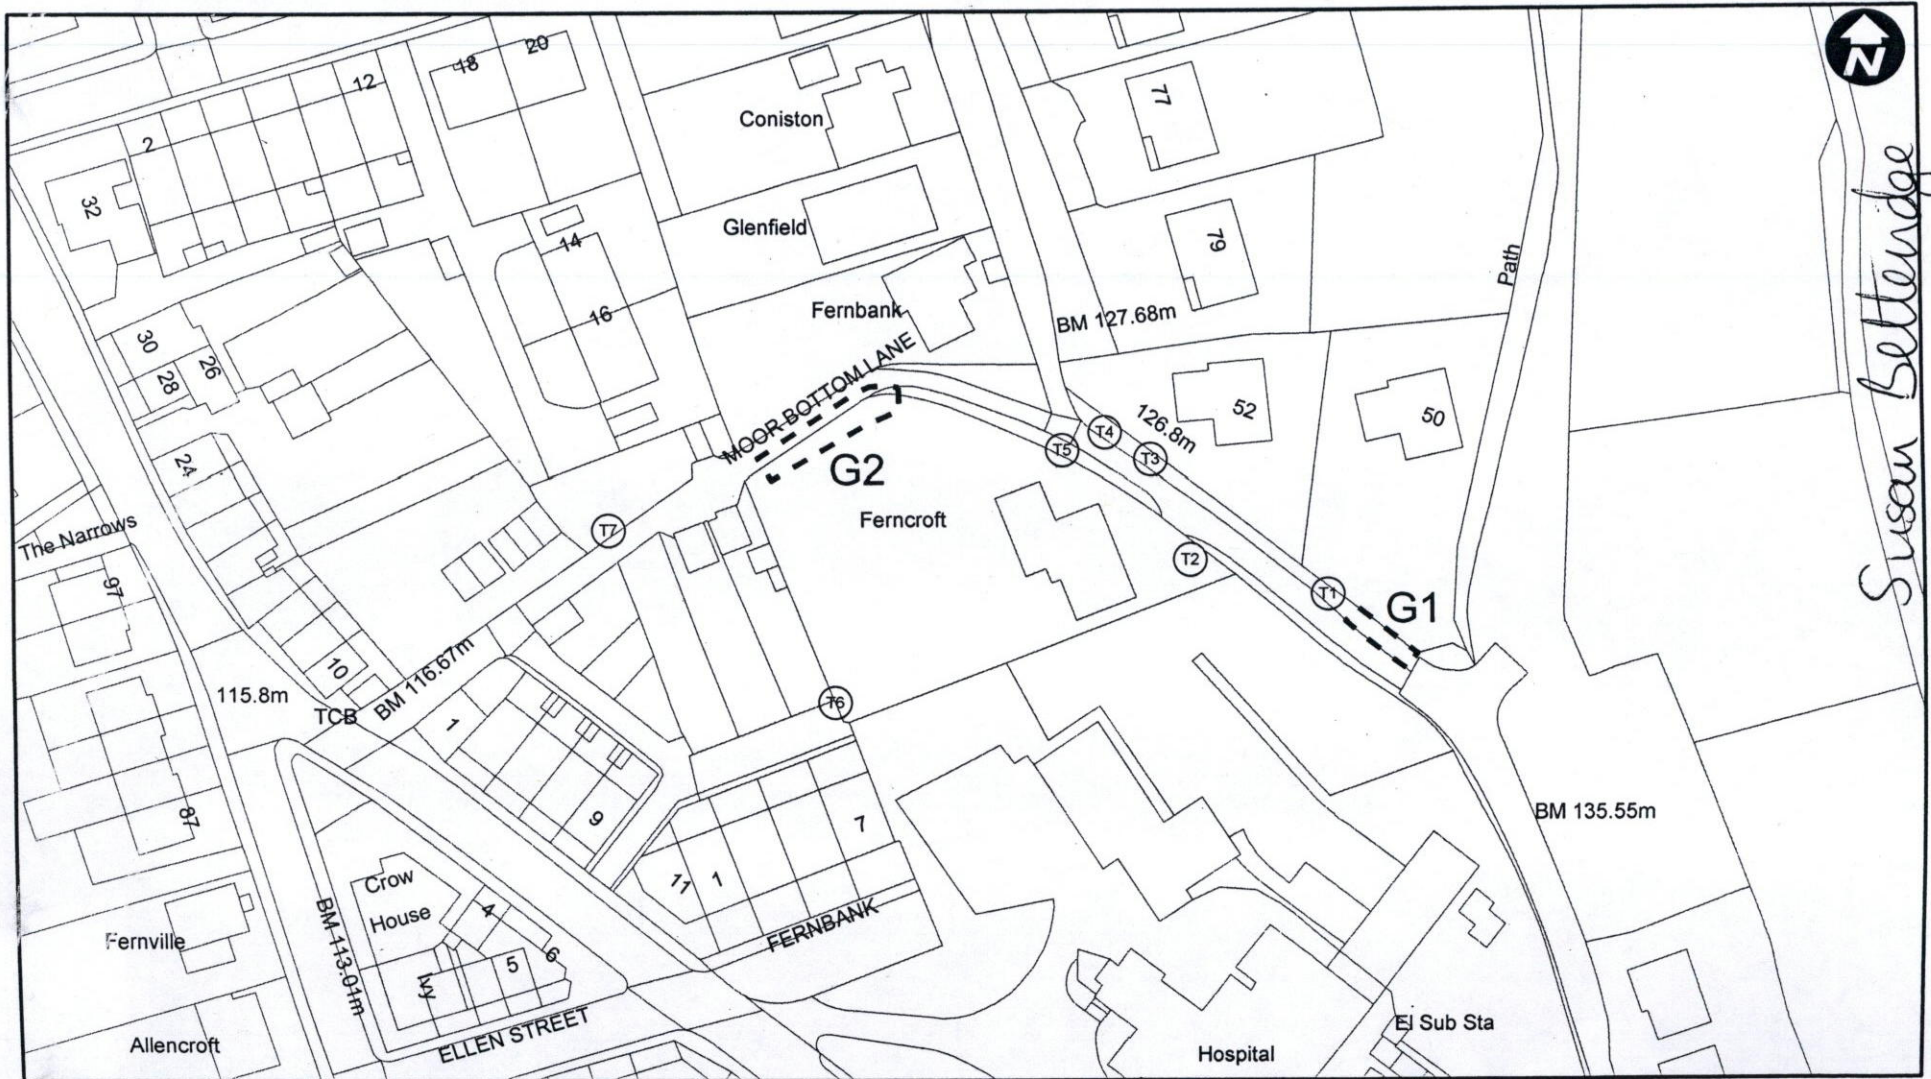 N
12
18
20
2
32
Coniston
77
14
Glenfield
79
16
Fernbank
BM 127.68m
Path
30
28
26
MOOR BOTTOM LANE
52
50
126.8m
T4
T3
T5
24
G2
Ferncroft
The Narrows
T7
T2
97
T1
G1
10
115.8m
TCB
BM 116.67m
T6
1
9
87
BM 135.55m
7
11
1
Crow
House
4
6
5
Ivy
BM 113.01m
FERNBANK
Fernville
Allencroft
ELLEN STREET
El Sub Sta
Hospital
Susan Betteridge